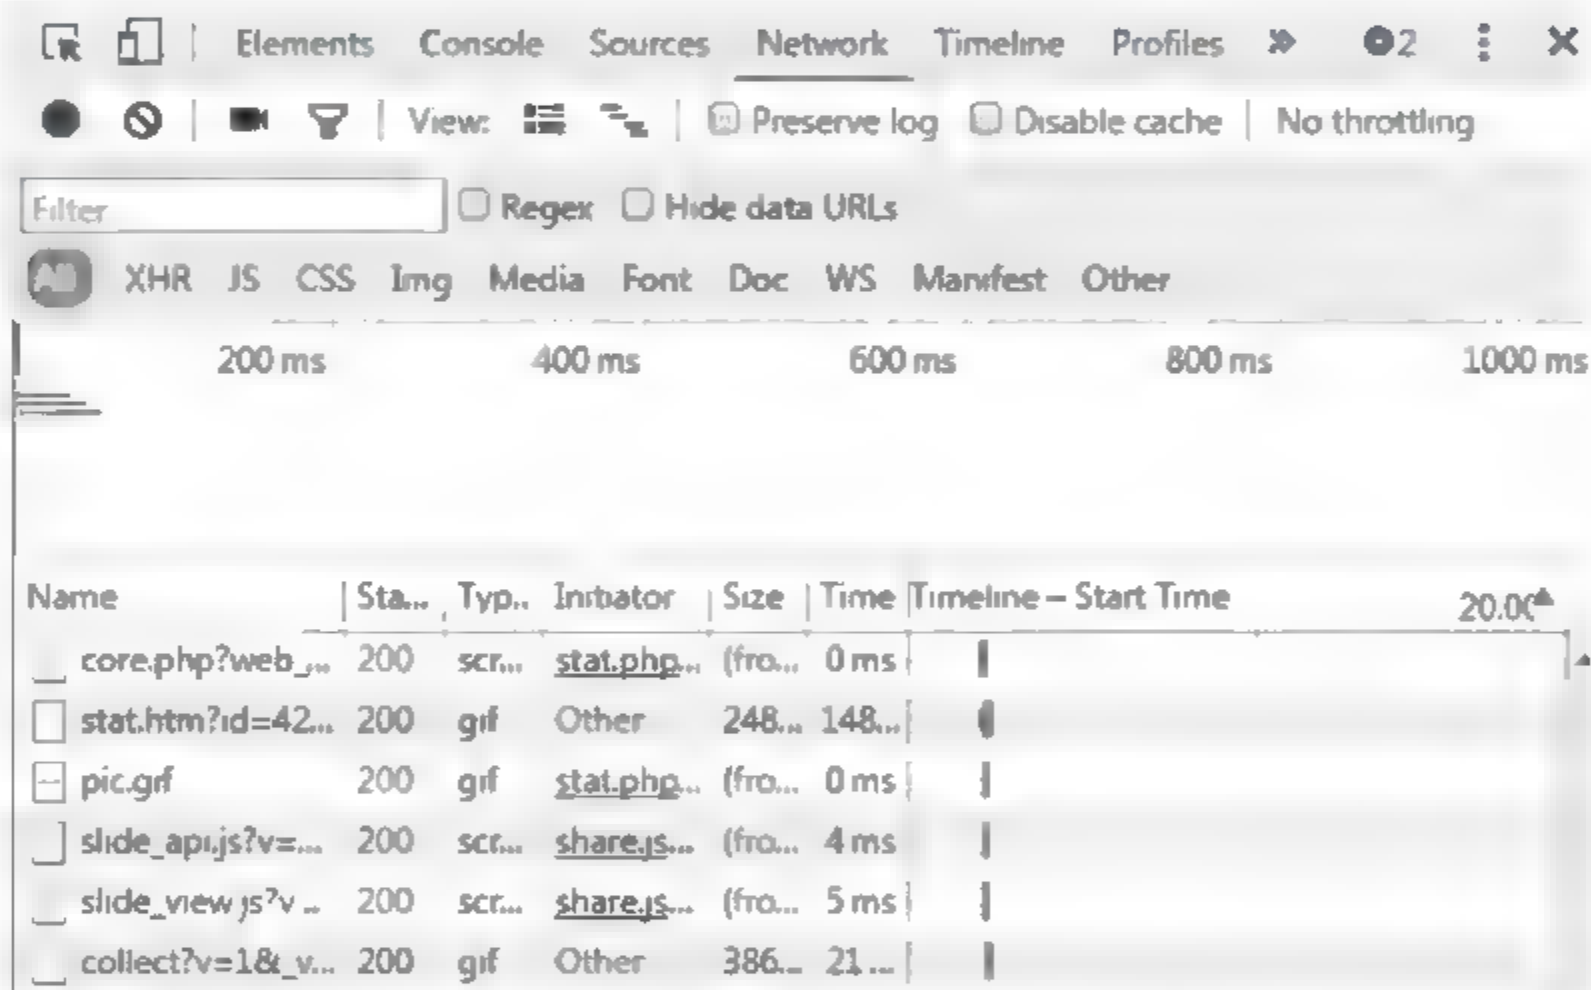 Elements Console Sources Network Timeline Profiles 2
View: Preserve log Disable cache No throttling
Filter Regex Hide data URLs
All XHR JS CSS Img Media Font Doc WS Manifest Other
200 ms 400 ms 600 ms 800 ms 1000 ms
Name Sta... Typ... Initiator Size Time Timeline – Start Time 20.00
core.php?web_... 200 scr... stat.php... (fro... 0 ms
stat.htm?id=42... 200 gif Other 248... 148...
pic.gif 200 gif stat.php... (fro... 0 ms
slide_api.js?v=... 200 scr... share.js... (fro... 4 ms
slide_view.js?v... 200 scr... share.js... (fro... 5 ms
collect?v=1&_v... 200 gif Other 386... 21...